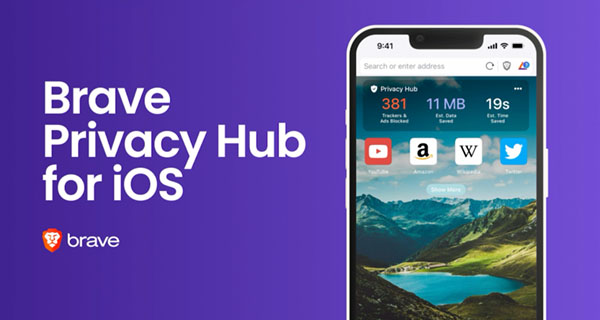 Brave
Privacy Hub
for iOS
brave
9:41
Search or enter address
Privacy Hub
381 11 MB 19s
Trackers & Est. Data Est. Time
Ads Blocked Saved Saved
YouTube Amazon Wikipedia Twitter
Show More